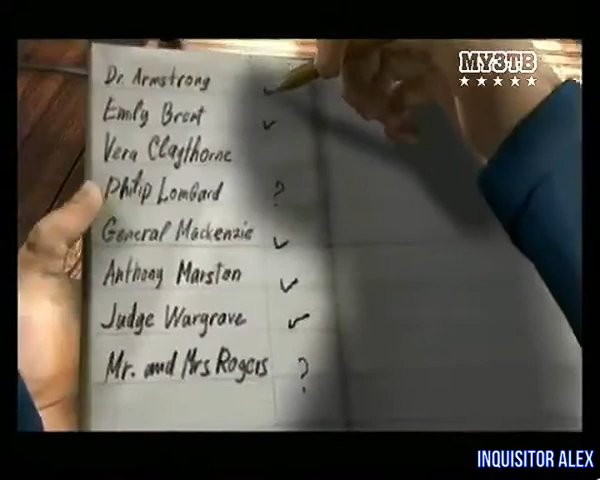 МУЗТВ
Dr. Armstrong
Emily Brent
Vera Claythorne
Philip Lombard ?
General Mackenzie
Anthony Marston
Judge Wargrave
Mr. and Mrs Rogers ?
INQUISITOR ALEX